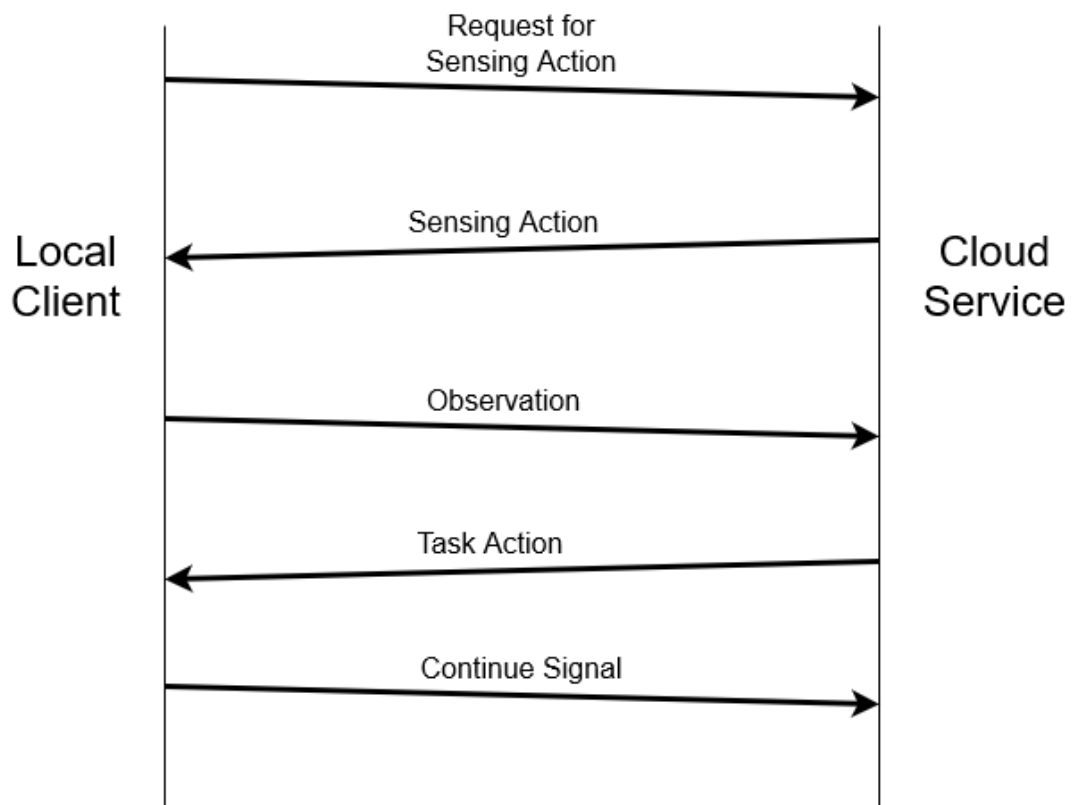 Request for
Sensing Action
Sensing Action
Local
Client
Cloud
Service
Observation
Task Action
Continue Signal